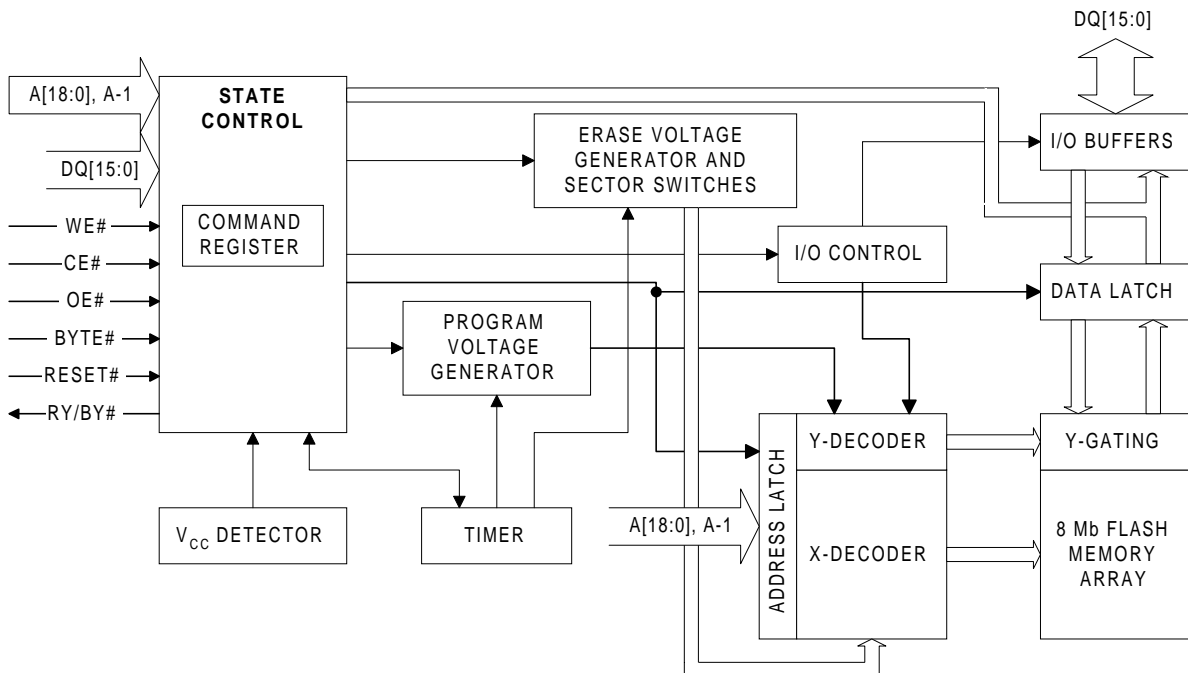 DQ[15:0]
A[18:0], A-1
STATE
CONTROL
ERASE VOLTAGE
GENERATOR AND
SECTOR SWITCHES
I/O BUFFERS
DQ[15:0]
WE#
COMMAND
REGISTER
I/O CONTROL
CE#
OE#
DATA LATCH
PROGRAM
VOLTAGE
GENERATOR
BYTE#
RESET#
RY/BY#
ADDRESS LATCH
Y-DECODER
Y-GATING
VCC DETECTOR
TIMER
A[18:0], A-1
X-DECODER
8 Mb FLASH
MEMORY
ARRAY